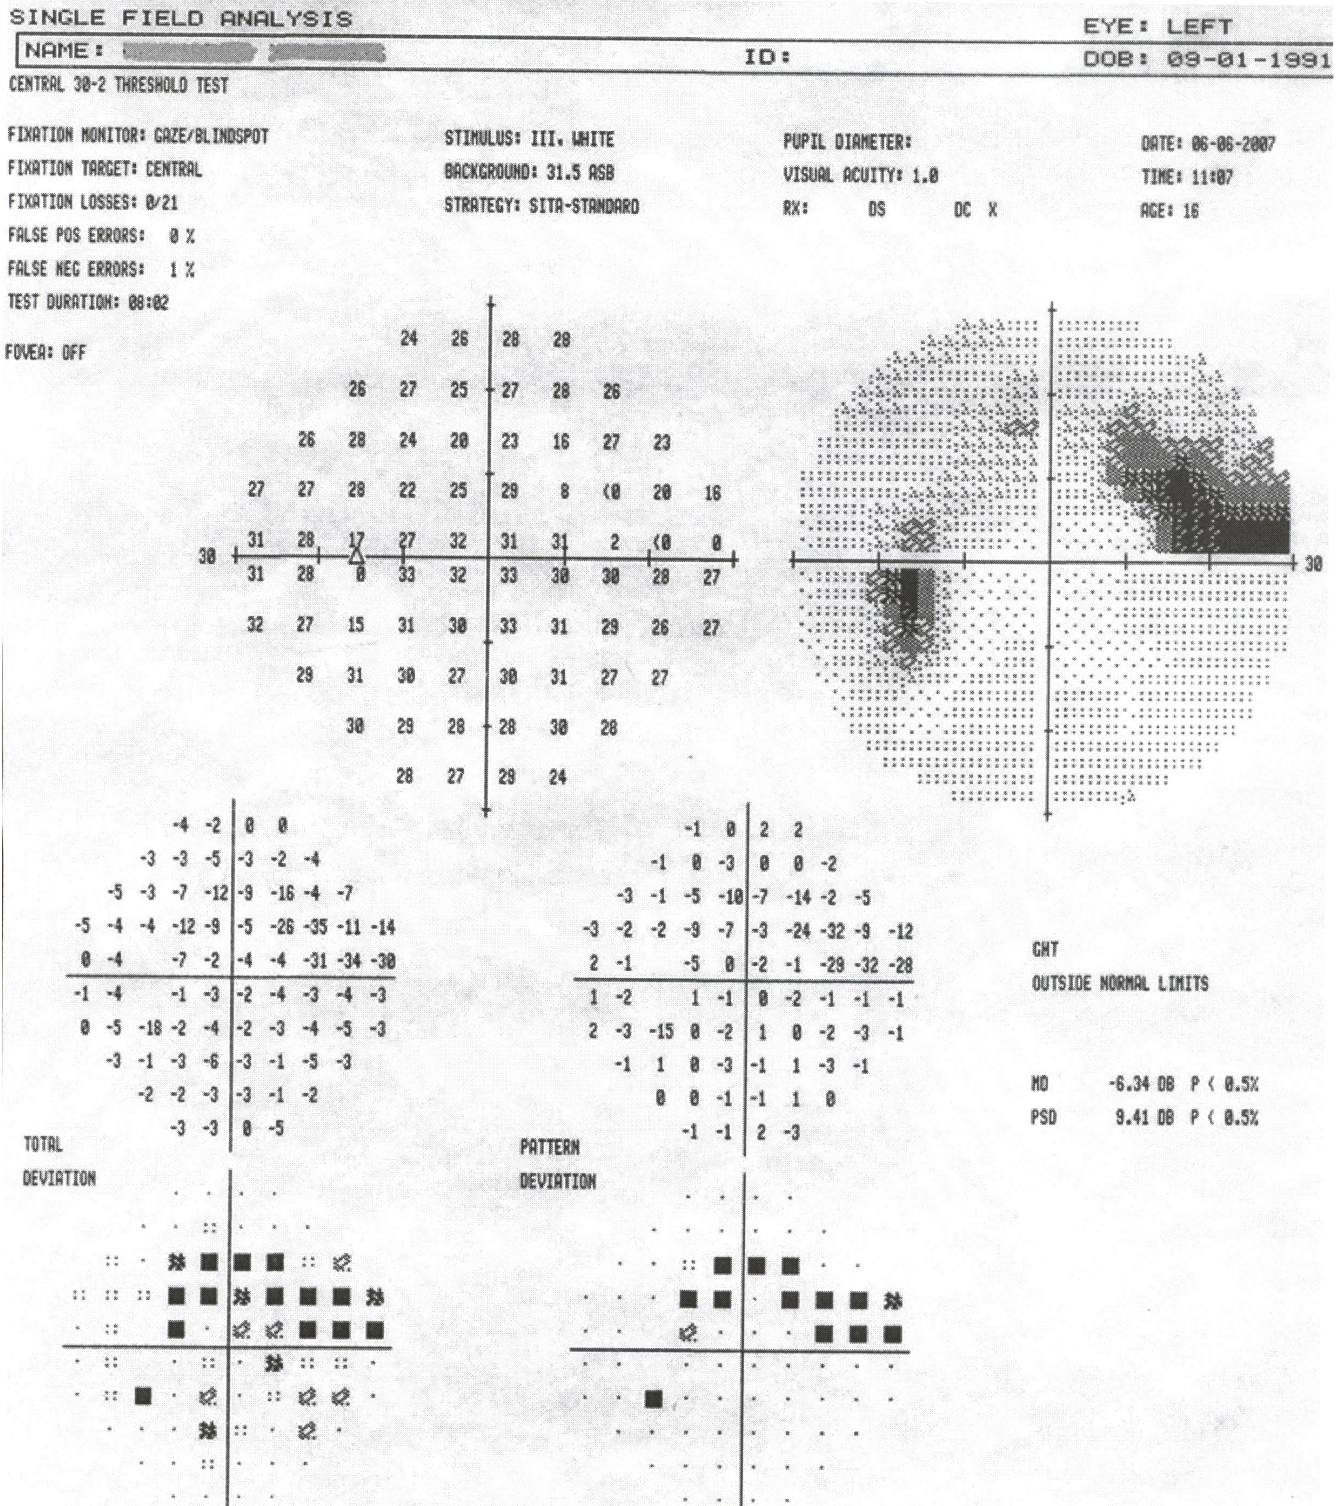 SINGLE FIELD ANALYSIS
EYE: LEFT
NAME:
ID:
DOB: 09-01-1991
CENTRAL 30-2 THRESHOLD TEST
FIXATION MONITOR: GAZE/BLINDSPOT
STIMULUS: III, WHITE
PUPIL DIAMETER:
DATE: 06-06-2007
FIXATION TARGET: CENTRAL
BACKGROUND: 31.5 ASB
VISUAL ACUITY: 1.0
TIME: 11:07
FIXATION LOSSES: 0/21
STRATEGY: SITA-STANDARD
RX: DS DC X
AGE: 16
FALSE POS ERRORS: 0 %
FALSE NEG ERRORS: 1 %
TEST DURATION: 08:02
FOVEA: OFF
24 26 28 28
26 27 25 27 28 26
26 28 24 20 23 16 27 23
27 27 28 22 25 29 8 <0 20 16
31 28 17 27 32 31 31 2 <0 0
30
30
31 28 0 33 32 33 30 30 28 27
32 27 15 31 30 33 31 29 26 27
29 31 30 27 30 31 27 27
30 29 28 28 30 28
28 27 29 24
-4 -2 0 0
-3 -3 -5 -3 -2 -4
-5 -3 -7 -12 -9 -16 -4 -7
-5 -4 -4 -12 -9 -5 -26 -35 -11 -14
0 -4 -7 -2 -4 -4 -31 -34 -30
-1 -4 -1 -3 -2 -4 -3 -4 -3
0 -5 -18 -2 -4 -2 -3 -4 -5 -3
-3 -1 -3 -6 -3 -1 -5 -3
-2 -2 -3 -3 -1 -2
-3 -3 0 -5
TOTAL
DEVIATION
-1 0 2 2
-1 0 -3 0 0 -2
-3 -1 -5 -10 -7 -14 -2 -5
-3 -2 -2 -9 -7 -3 -24 -32 -9 -12
2 -1 -5 0 -2 -1 -29 -32 -28
1 -2 1 -1 0 -2 -1 -1 -1
2 -3 -15 0 -2 1 0 -2 -3 -1
-1 1 0 -3 -1 1 -3 -1
0 0 -1 -1 1 0
-1 -1 2 -3
PATTERN
DEVIATION
GHT
OUTSIDE NORMAL LIMITS
MD -6.34 DB P < 0.5%
PSD 9.41 DB P < 0.5%